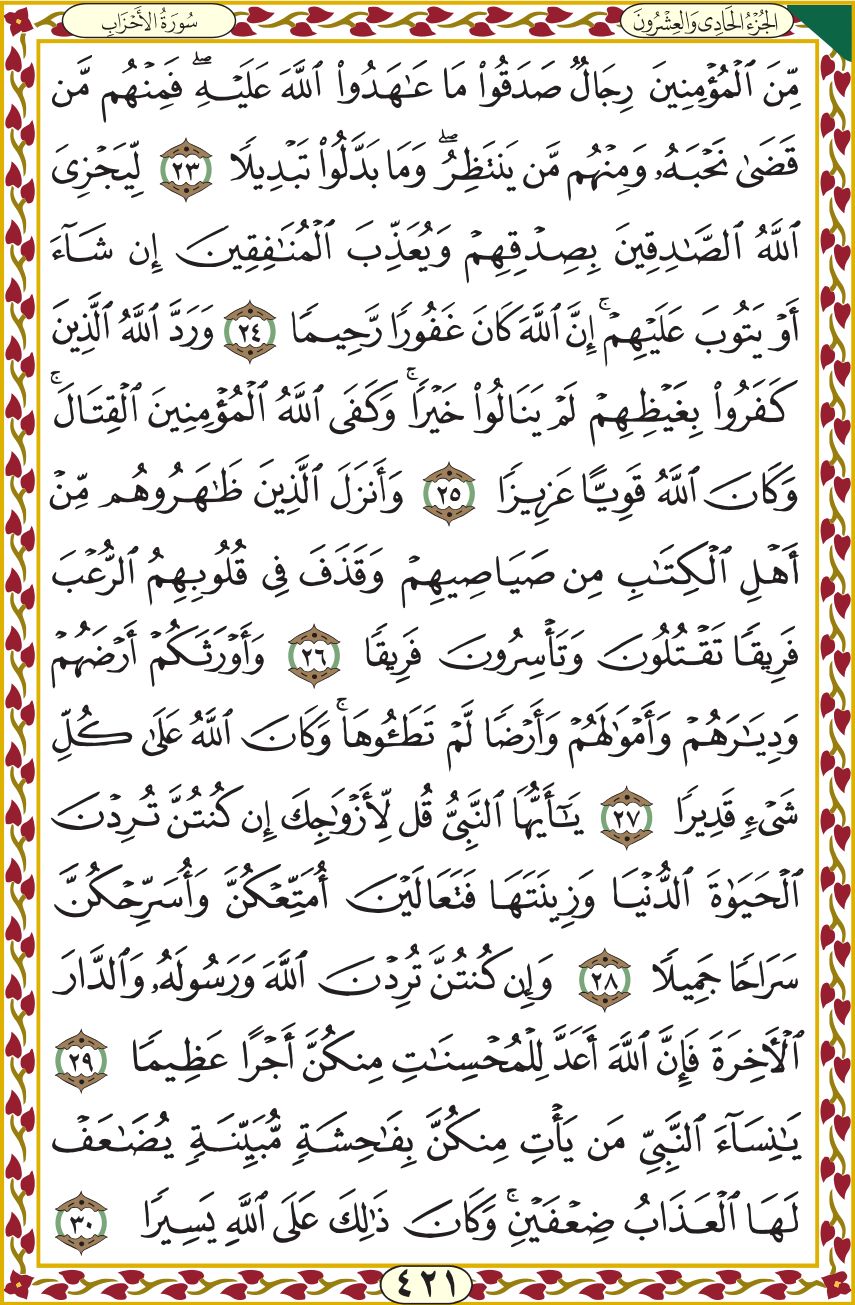 الجُزْءُ الحَادِى وَالعِشْرُونَ
سُورَةُ الأَحْزَابِ
مِّنَ ٱلْمُؤْمِنِينَ رِجَالٌ صَدَقُوا۟ مَا عَـٰهَدُوا۟ ٱللَّهَ عَلَيْهِ ۖ فَمِنْهُم مَّن
قَضَىٰ نَحْبَهُۥ وَمِنْهُم مَّن يَنتَظِرُ ۖ وَمَا بَدَّلُوا۟ تَبْدِيلًا ٢٣ لِّيَجْزِىَ
ٱللَّهُ ٱلصَّـٰدِقِينَ بِصِدْقِهِمْ وَيُعَذِّبَ ٱلْمُنَـٰفِقِينَ إِن شَآءَ
أَوْ يَتُوبَ عَلَيْهِمْ ۚ إِنَّ ٱللَّهَ كَانَ غَفُورًا رَّحِيمًا ٢٤ وَرَدَّ ٱللَّهُ ٱلَّذِينَ
كَفَرُوا۟ بِغَيْظِهِمْ لَمْ يَنَالُوا۟ خَيْرًا ۚ وَكَفَى ٱللَّهُ ٱلْمُؤْمِنِينَ ٱلْقِتَالَ ۚ
وَكَانَ ٱللَّهُ قَوِيًّا عَزِيزًا ٢٥ وَأَنزَلَ ٱلَّذِينَ ظَـٰهَرُوهُم مِّنْ
أَهْلِ ٱلْكِتَـٰبِ مِن صَيَاصِيهِمْ وَقَذَفَ فِى قُلُوبِهِمُ ٱلرُّعْبَ
فَرِيقًا تَقْتُلُونَ وَتَأْسِرُونَ فَرِيقًا ٢٦ وَأَوْرَثَكُمْ أَرْضَهُمْ
وَدِيَـٰرَهُمْ وَأَمْوَٰلَهُمْ وَأَرْضًا لَّمْ تَطَـُٔوهَا ۚ وَكَانَ ٱللَّهُ عَلَىٰ كُلِّ
شَىْءٍ قَدِيرًا ٢٧ يَـٰٓأَيُّهَا ٱلنَّبِىُّ قُل لِّأَزْوَٰجِكَ إِن كُنتُنَّ تُرِدْنَ
ٱلْحَيَوٰةَ ٱلدُّنْيَا وَزِينَتَهَا فَتَعَالَيْنَ أُمَتِّعْكُنَّ وَأُسَرِّحْكُنَّ
سَرَاحًا جَمِيلًا ٢٨ وَإِن كُنتُنَّ تُرِدْنَ ٱللَّهَ وَرَسُولَهُۥ وَٱلدَّارَ
ٱلْـَٔاخِرَةَ فَإِنَّ ٱللَّهَ أَعَدَّ لِلْمُحْسِنَـٰتِ مِنكُنَّ أَجْرًا عَظِيمًا ٢٩
يَـٰنِسَآءَ ٱلنَّبِىِّ مَن يَأْتِ مِنكُنَّ بِفَـٰحِشَةٍ مُّبَيِّنَةٍ يُضَـٰعَفْ
لَهَا ٱلْعَذَابُ ضِعْفَيْنِ ۚ وَكَانَ ذَٰلِكَ عَلَى ٱللَّهِ يَسِيرًا ٣٠
٤٢١